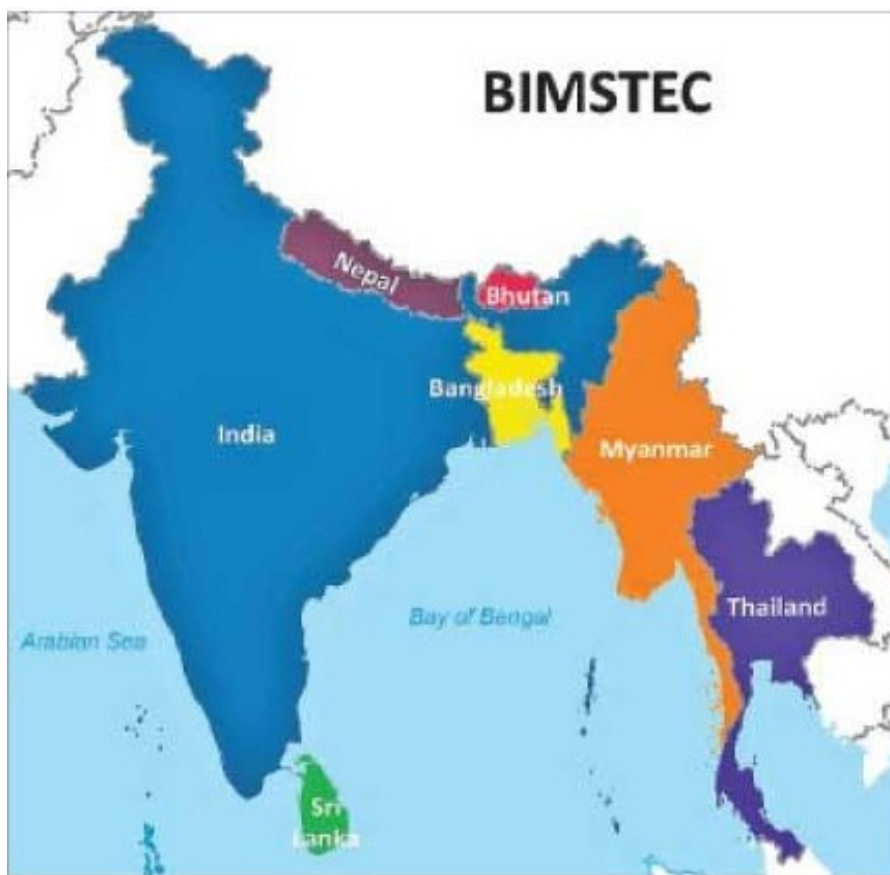 BIMSTEC
Nepal
Bhutan
Bangladesh
India
Myanmar
Thailand
Bay of Bengal
Arabian Sea
Sri
Lanka